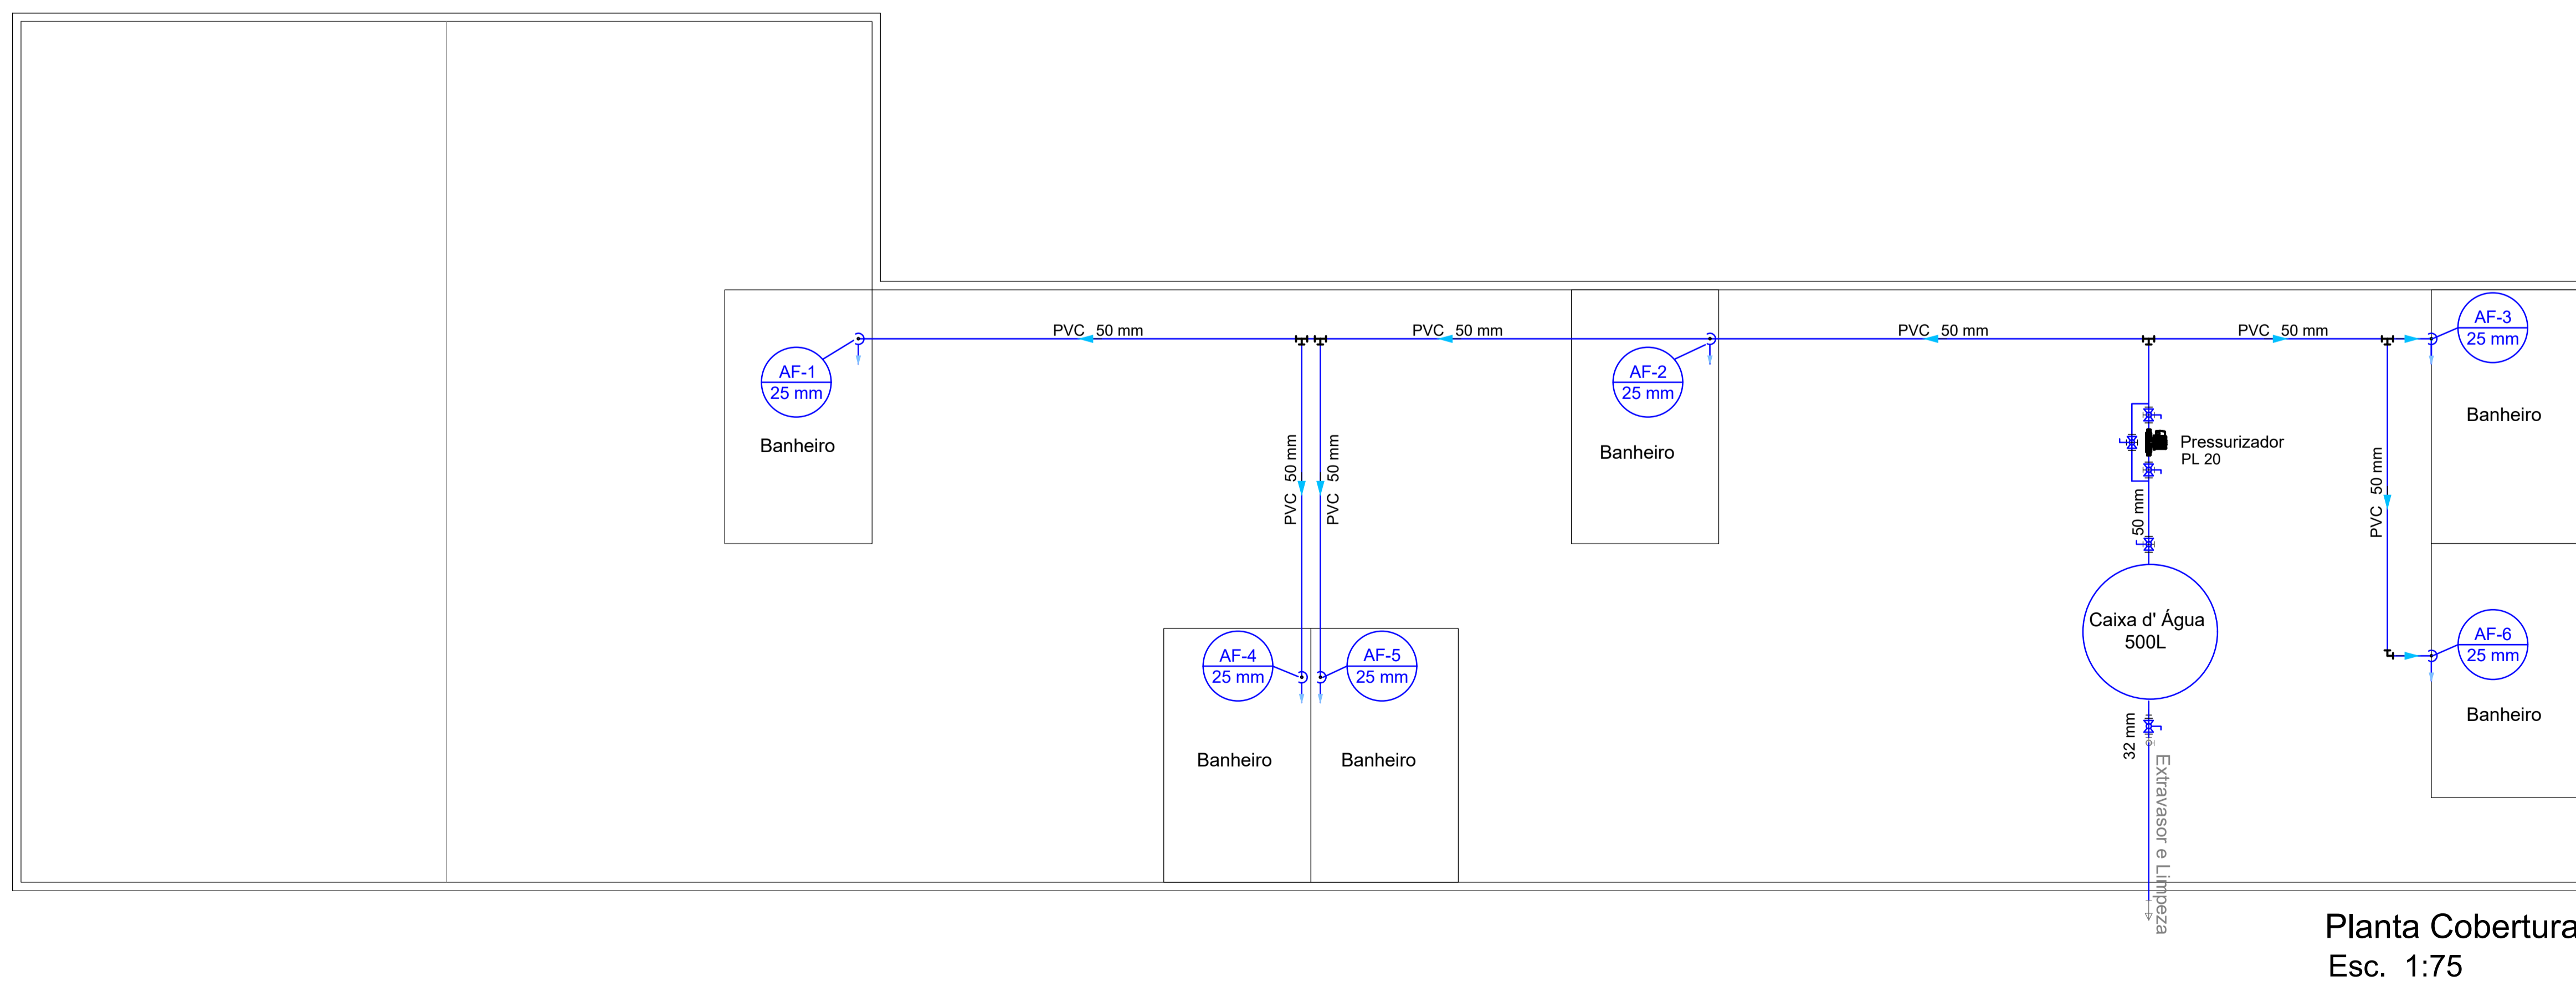 AF-3
25 mm
PVC   50 mm
PVC   50 mm
PVC   50 mm
PVC   50 mm
AF-1
25 mm
AF-2
25 mm
Banheiro
Banheiro
Banheiro
Pressurizador
PL 20
PVC   50 mm
PVC   50 mm
50 mm
PVC   50 mm
Caixa d' Água
500L
AF-4
25 mm
AF-5
25 mm
AF-6
25 mm
Banheiro
Banheiro
Banheiro
32 mm
Extravasor e Limpeza
Planta Cobertura
Esc.  1:75